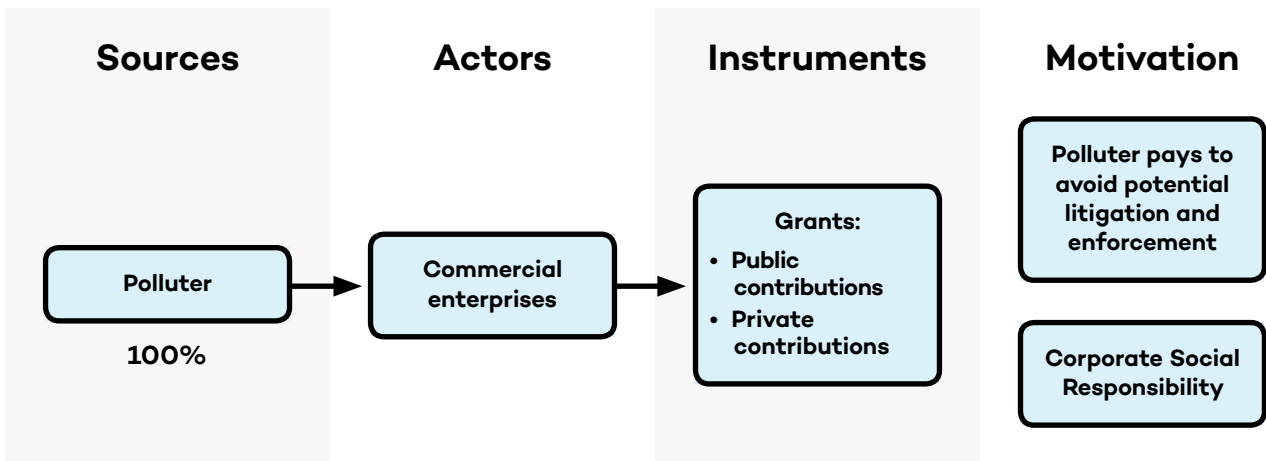 Sources
Actors
Instruments
Motivation
Polluter
100%
Commercial
enterprises
Grants:
• Public
contributions
• Private
contributions
Polluter pays to
avoid potential
litigation and
enforcement
Corporate Social
Responsibility